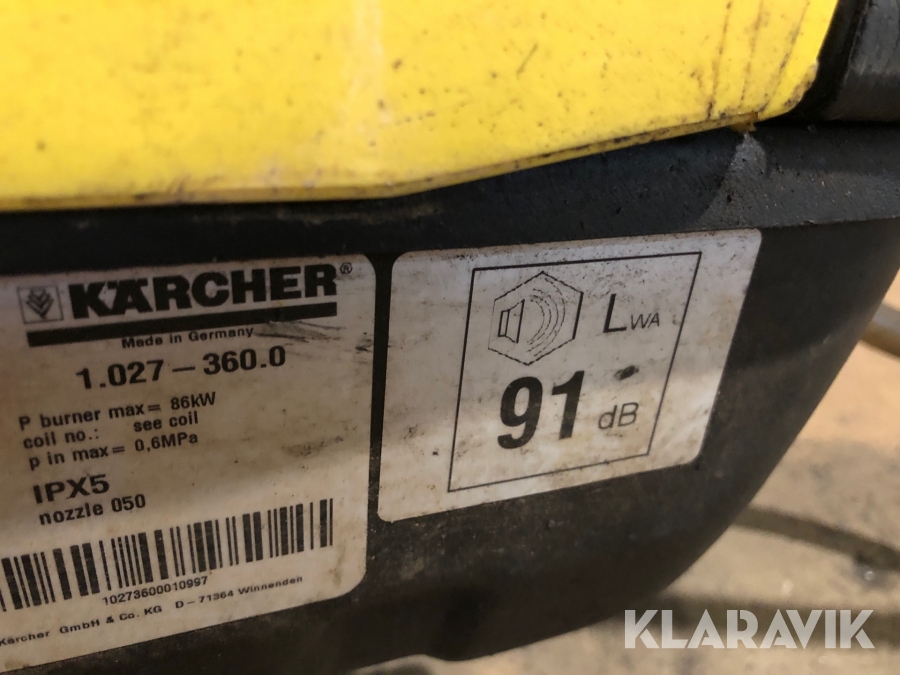 KÄRCHER®
Made in Germany
1.027-360.0
P burner max= 86kW
coil no.: see coil
p in max= 0,6MPa
IPX5
nozzle 050
10273600010997
Kärcher GmbH & Co. KG D-71364 Winnenden
LWA
91 dB
KLARAVIK